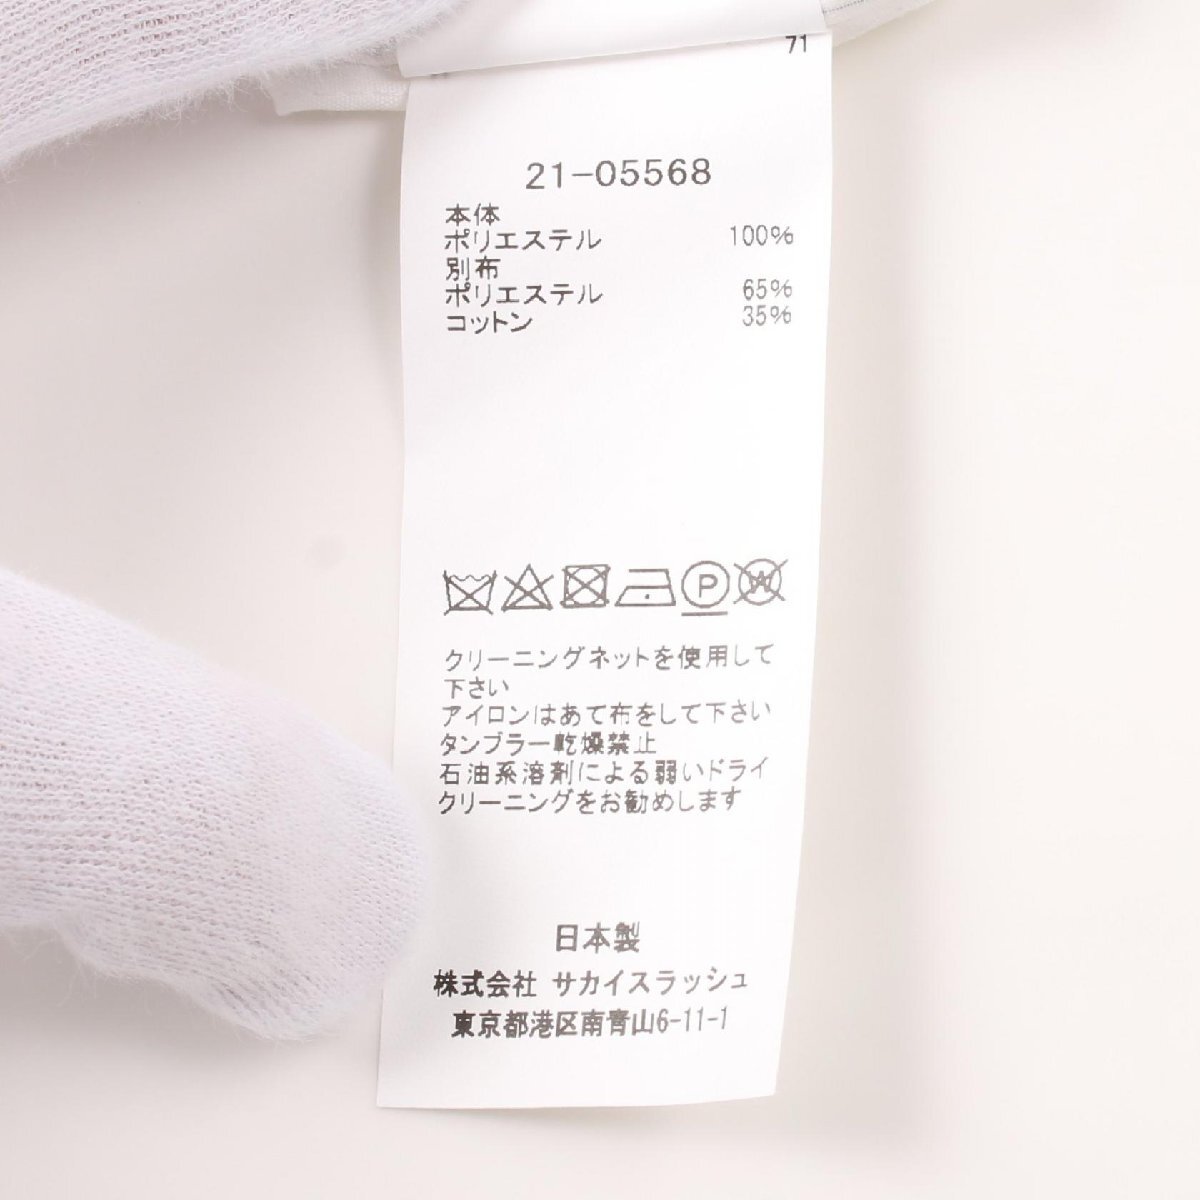 71
21-05568
本体
ポリエステル 100%
別布
ポリエステル 65%
コットン 35%
P W
クリーニングネットを使用して
下さい
アイロンはあて布をして下さい
タンブラー乾燥禁止
石油系溶剤による弱いドライ
クリーニングをお勧めします
日本製
株式会社 サカイスラッシュ
東京都港区南青山6-11-1